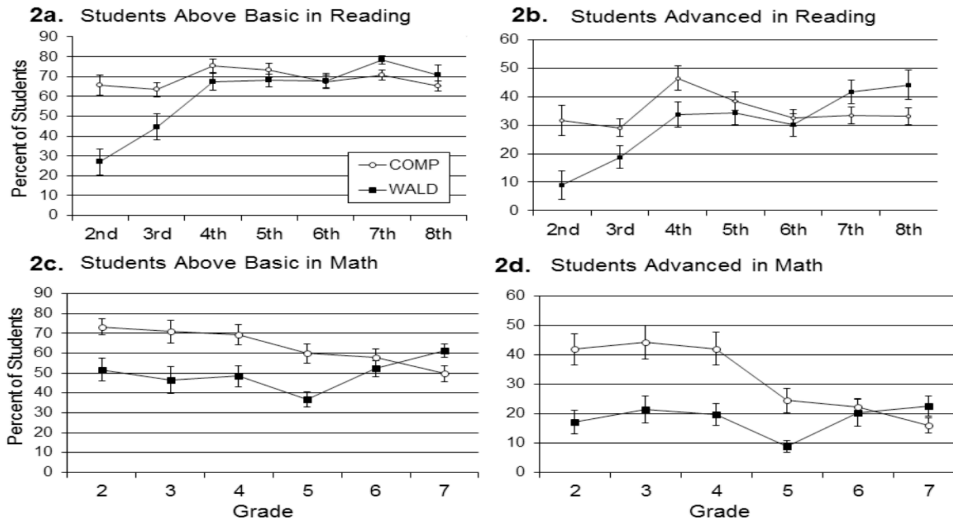 2a. Students Above Basic in Reading
90
80
70
60
50
40
30
20
10
0
Percent of Students
COMP
WALD
2nd 3rd 4th 5th 6th 7th 8th
2b. Students Advanced in Reading
60
50
40
30
20
10
0
2nd 3rd 4th 5th 6th 7th 8th
2c. Students Above Basic in Math
90
80
70
60
50
40
30
20
10
0
Percent of Students
2 3 4 5 6 7
Grade
2d. Students Advanced in Math
60
50
40
30
20
10
0
2 3 4 5 6 7
Grade